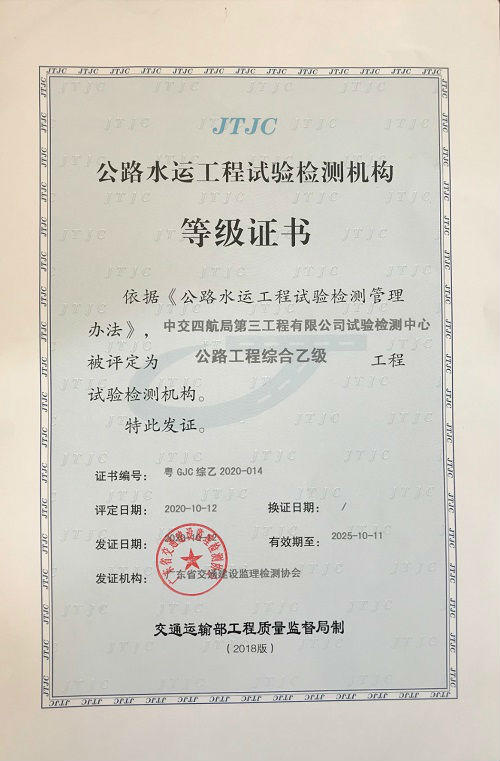 JTJC
公路水运工程试验检测机构
等级证书
依据《公路水运工程试验检测管理
办法》，中交四航局第三工程有限公司试验检测中心
被评定为 公路工程综合乙级 工程
试验检测机构。
特此发证。
证书编号： 粤 GJC 综乙 2020-014
评定日期： 2020-10-12 换证日期： /
发证日期： 2020-10-12 有效期至： 2025-10-11
发证机构： 广东省交通建设监理检测协会
交通运输部工程质量监督局制
（2018版）